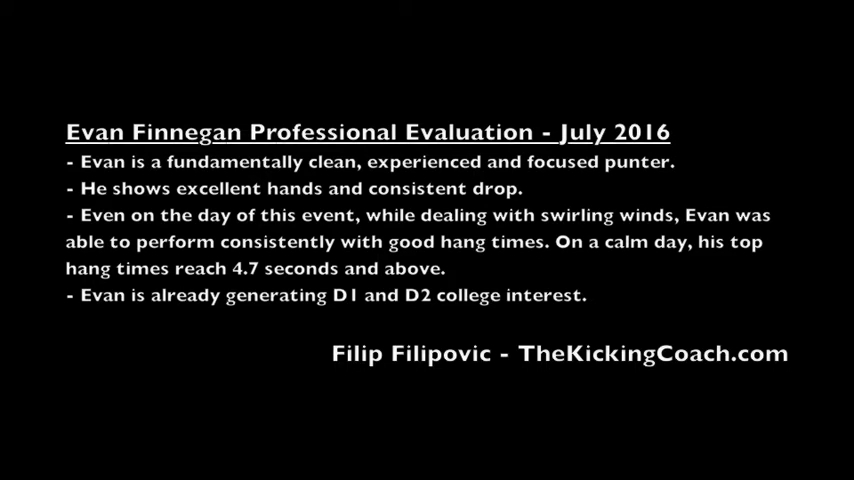 Evan Finnegan Professional Evaluation - July 2016
- Evan is a fundamentally clean, experienced and focused punter.
- He shows excellent hands and consistent drop.
- Even on the day of this event, while dealing with swirling winds, Evan was
able to perform consistently with good hang times. On a calm day, his top
hang times reach 4.7 seconds and above.
- Evan is already generating D1 and D2 college interest.
Filip Filipovic - TheKickingCoach.com